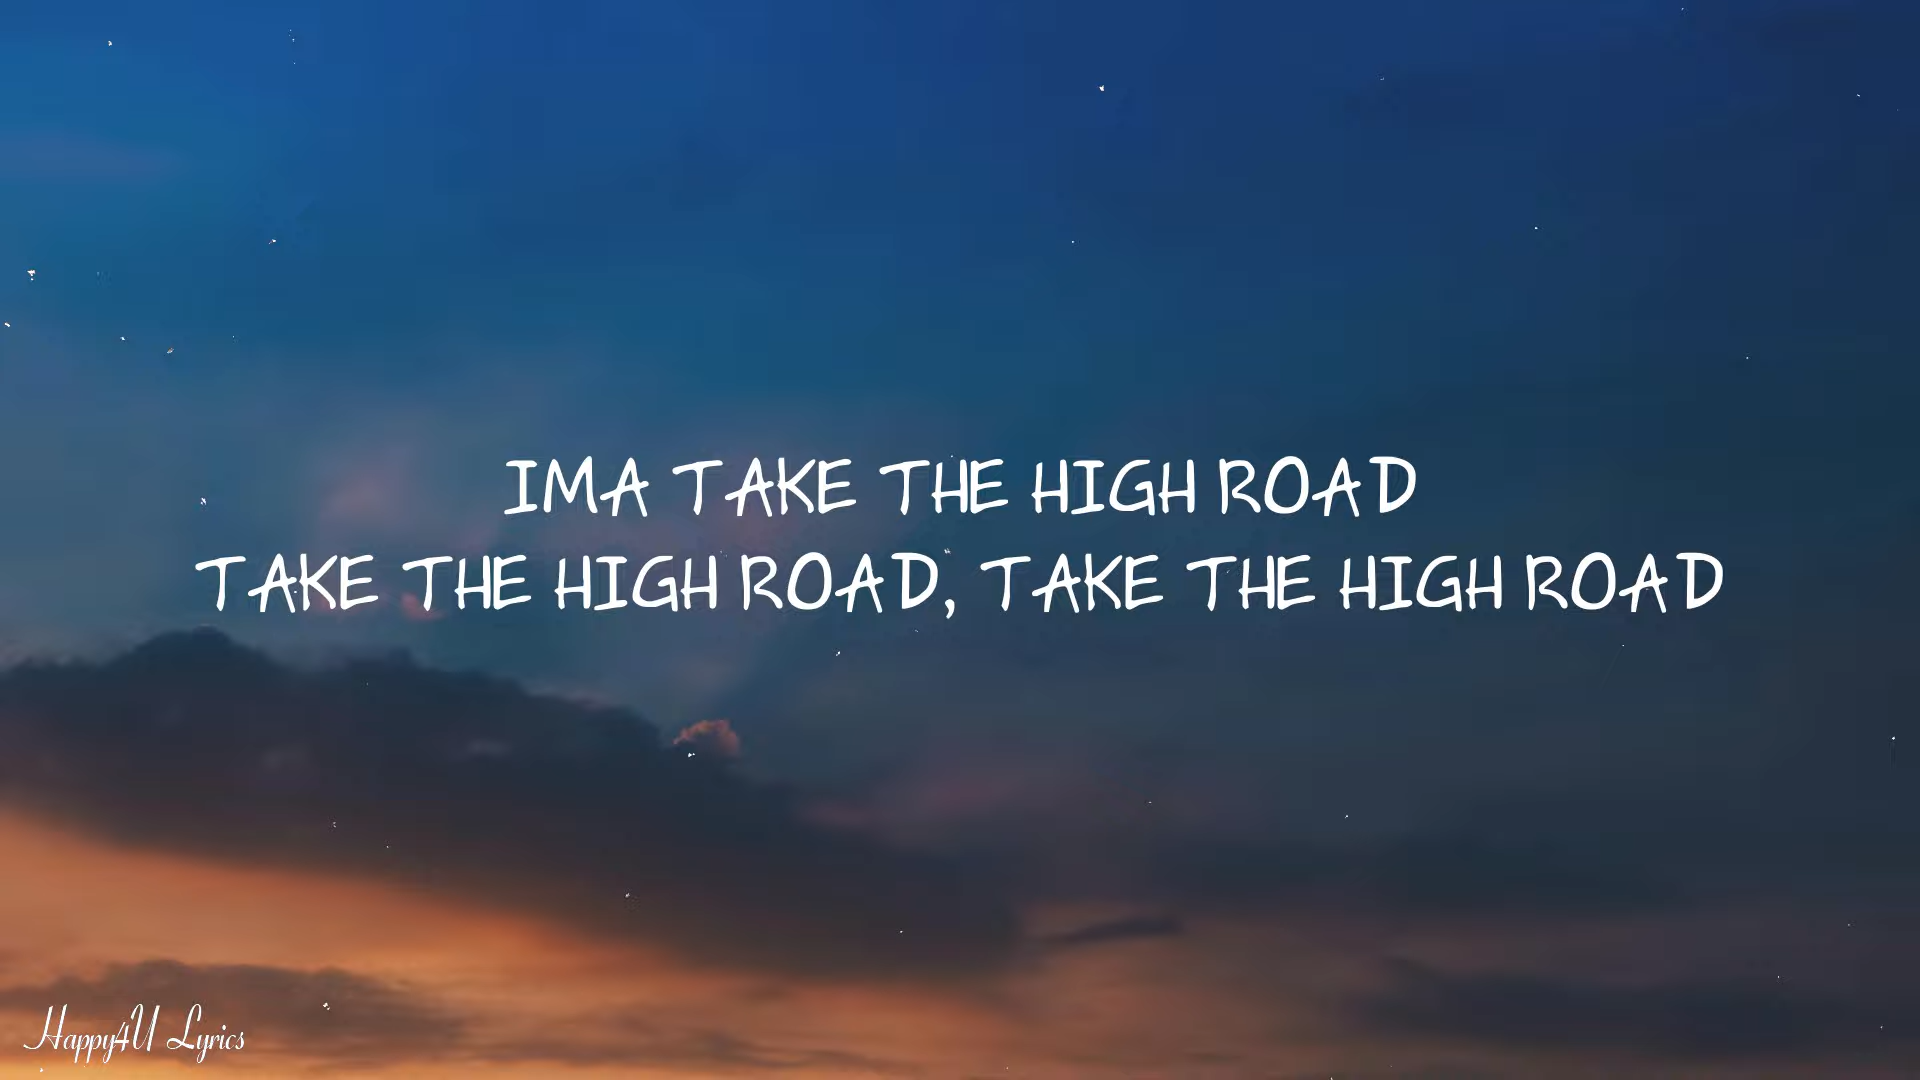 IMA TAKE THE HIGH ROAD
TAKE THE HIGH ROAD, TAKE THE HIGH ROAD
Happy4U Lyrics